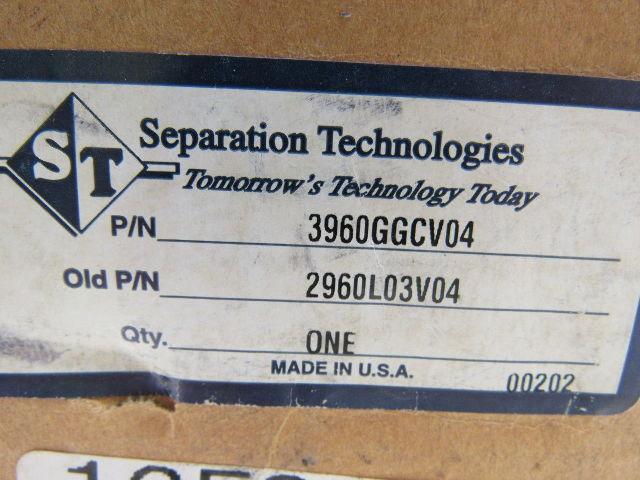 ST
Separation Technologies
Tomorrow's Technology Today
P/N 3960GGCV04
Old P/N 2960L03V04
Qty. ONE
MADE IN U.S.A.
00202